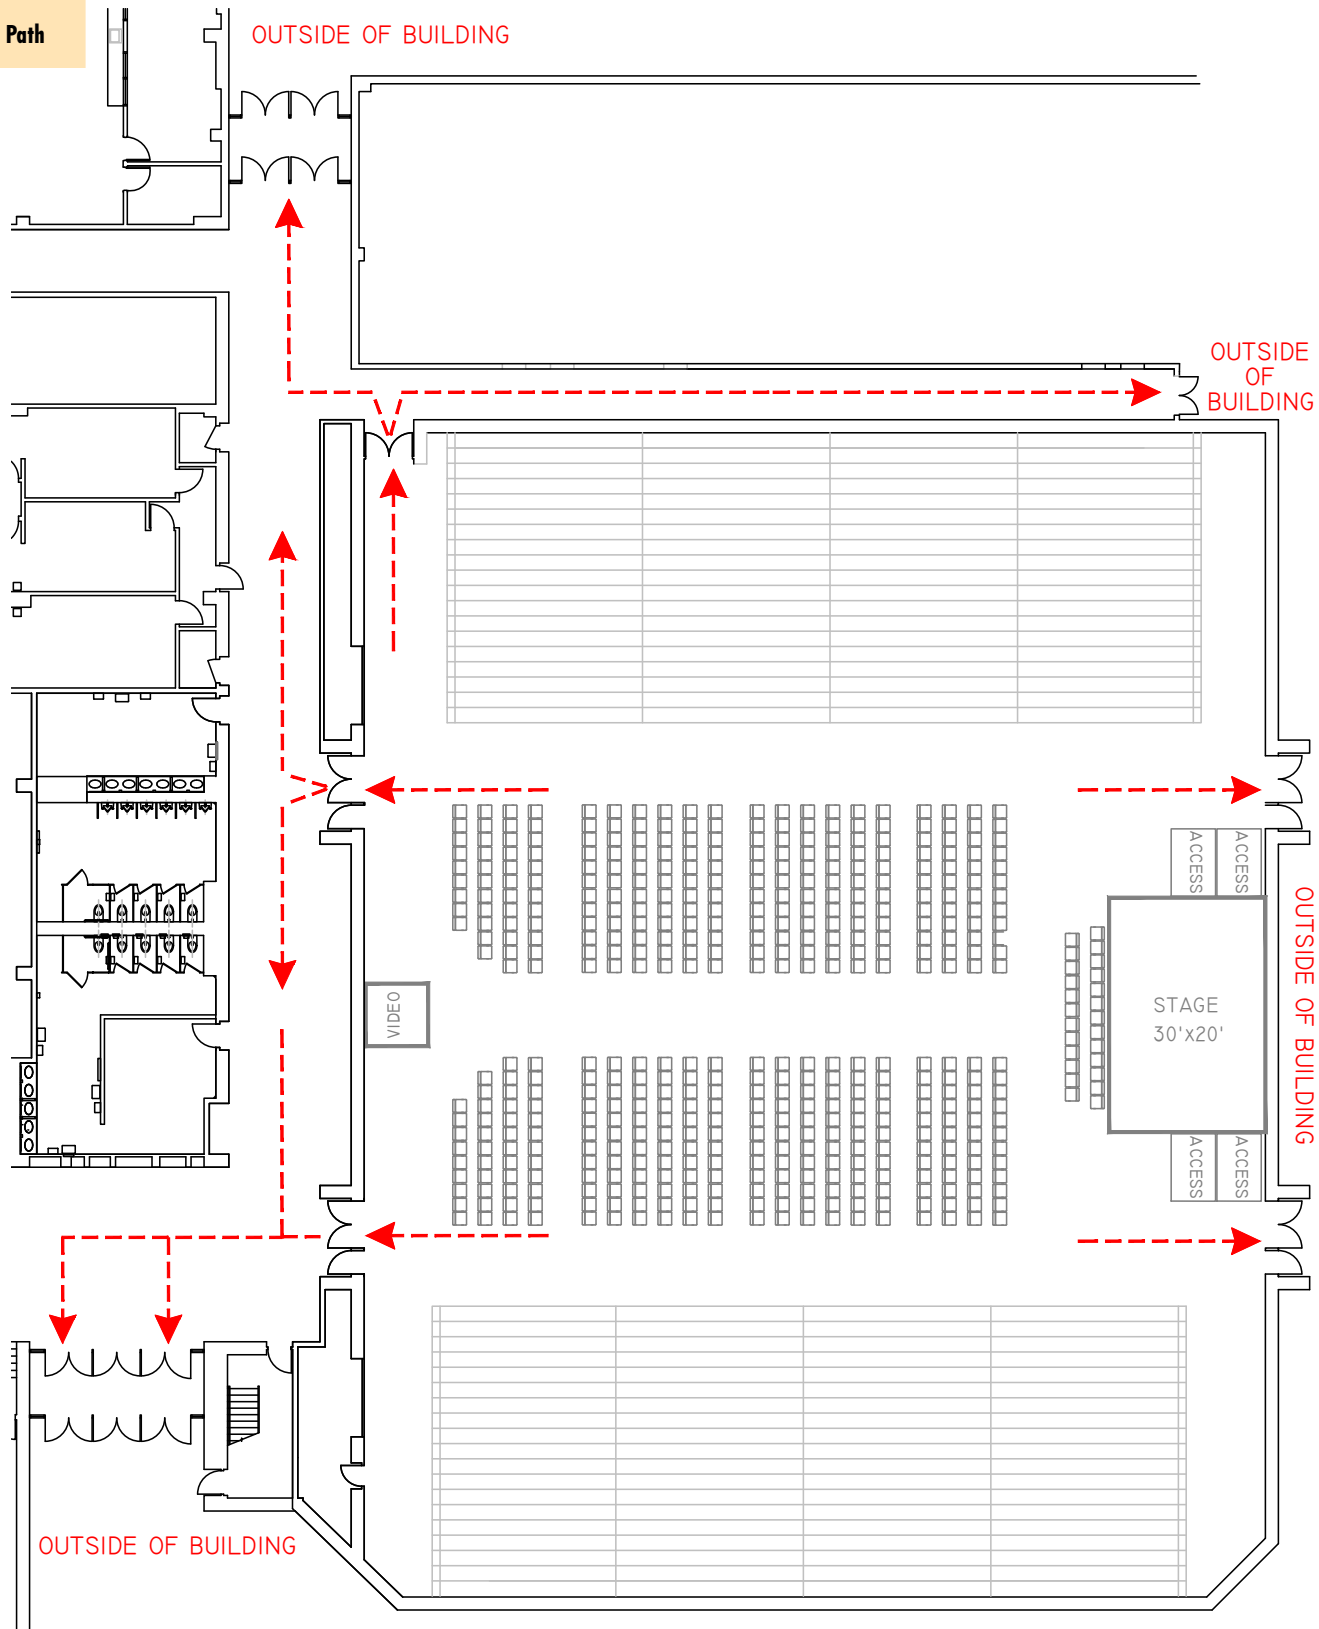 Path
OUTSIDE OF BUILDING
OUTSIDE
OF
BUILDING
ACCESS
ACCESS
OUTSIDE OF BUILDING
VIDEO
STAGE
30'x20'
ACCESS
ACCESS
OUTSIDE OF BUILDING